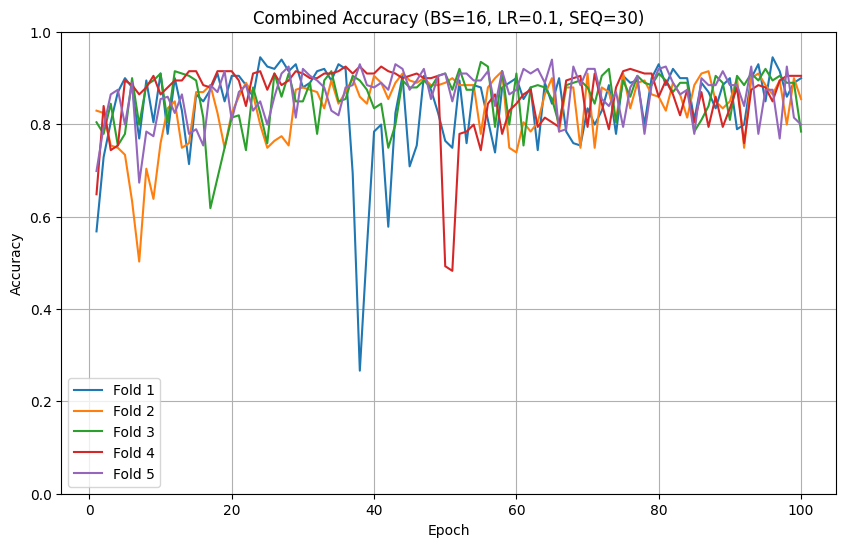 Combined Accuracy (BS=16, LR=0.1, SEQ=30)
Accuracy
1.0
0.8
0.6
0.4
0.2
0.0
Fold 1
Fold 2
Fold 3
Fold 4
Fold 5
0 20 40 60 80 100
Epoch